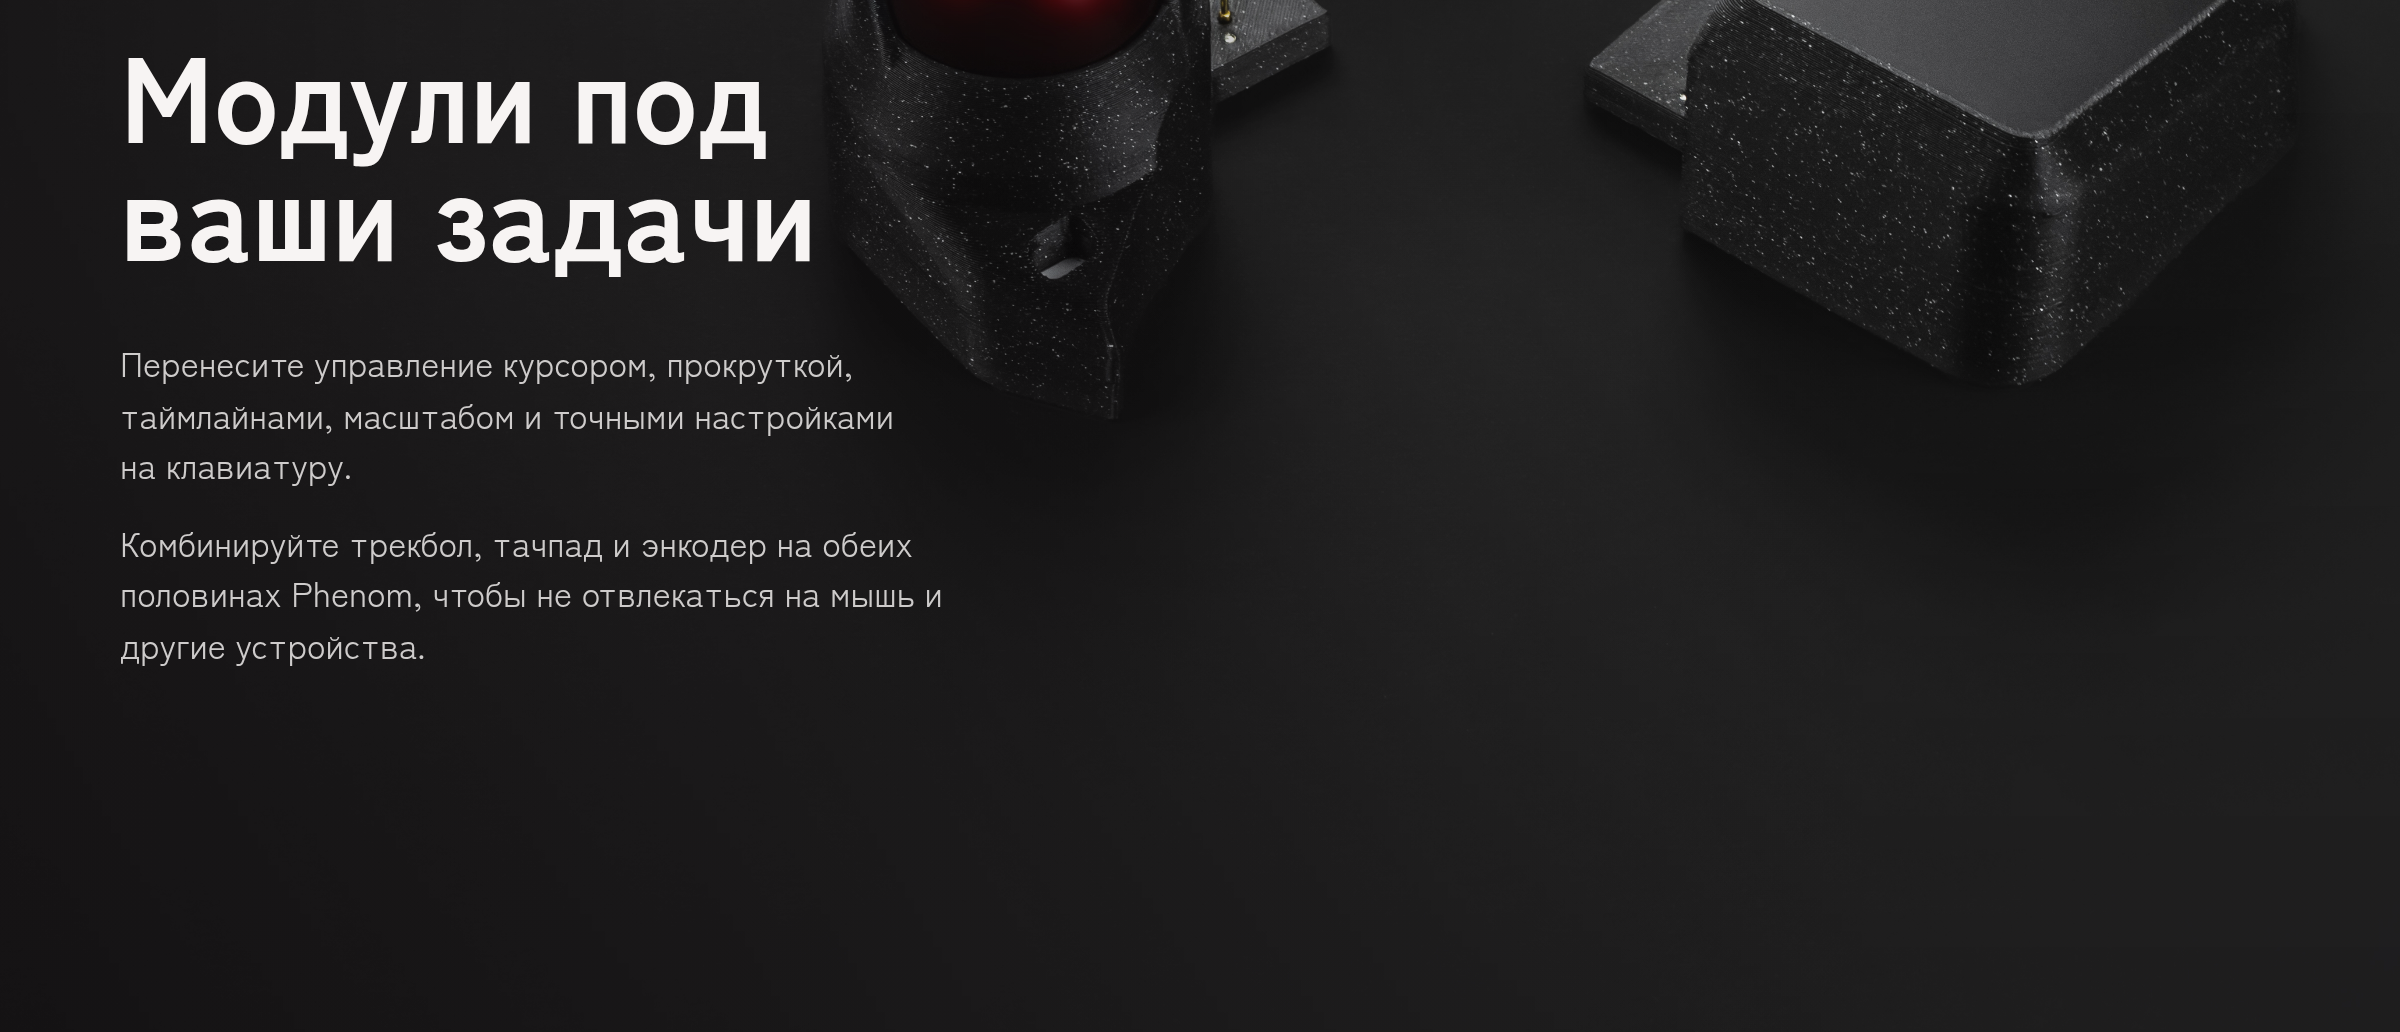 Модули под
ваши задачи
Перенесите управление курсором, прокруткой,
таймлайнами, масштабом и точными настройками
на клавиатуру.
Комбинируйте трекбол, тачпад и энкодер на обеих
половинах Phenom, чтобы не отвлекаться на мышь и
другие устройства.